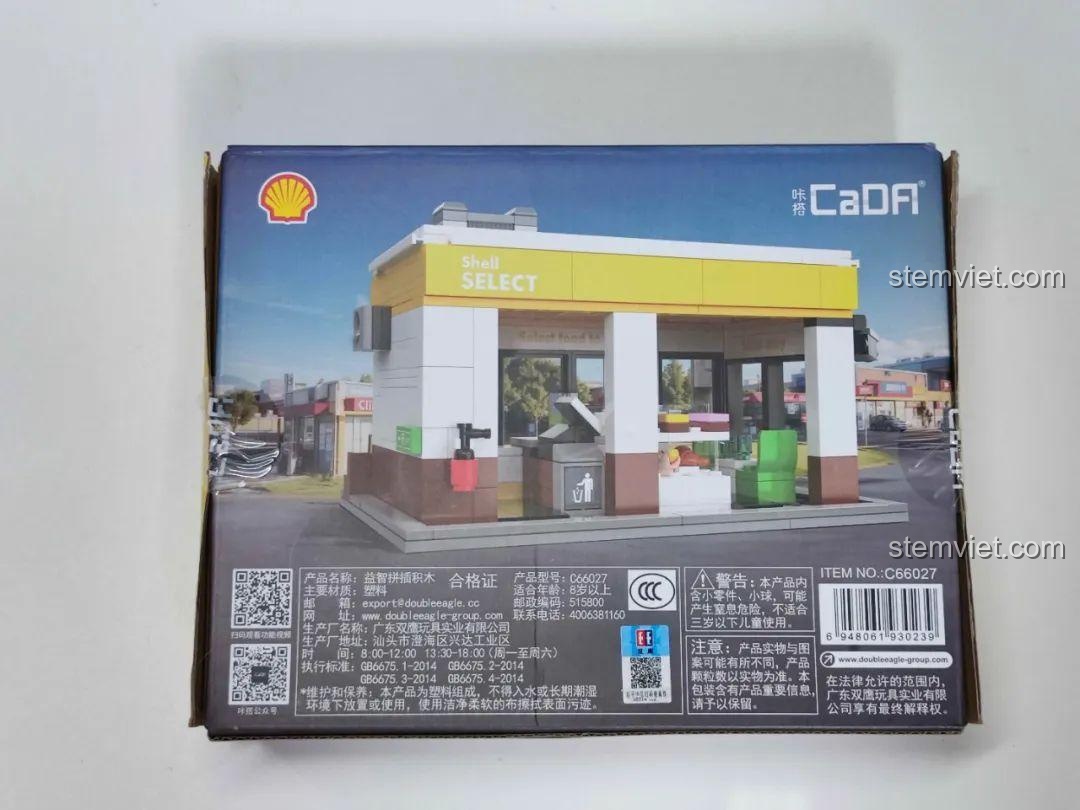 咔搭 CaDA®
stemviet.com
Shell
SELECT
Select food to
Cli
stemviet.com
产品名称：益智拼插积木 合格证 产品型号：C66027
主要材质：塑料 适合年龄：8岁以上
邮 箱：export@doubleeagle.cc 邮政编码：515800
网 址：www.doubleeagle-group.com 联系电话：4006381160
生产厂名：广东双鹰玩具实业有限公司
生产厂地址：汕头市澄海区兴达工业区
时 间：8:00-12:00 13:30-18:00（周一至周六）
执行标准：GB6675.1-2014 GB6675.2-2014
GB6675.3-2014 GB6675.4-2014
*维护和保养：本产品为塑料组成，不得入水或长期潮湿
环境下放置或使用，使用洁净柔软的布擦拭表面污迹。
扫码观看功能视频
咔搭公众号
CCC
双鹰
警告：本产品内
含小零件、小球，可能
产生窒息危险，不适合
三岁以下儿童使用。
注意：产品实物与图
案可能有所不同，产品
颗粒数以实物为准。本
包装含有产品重要信息，
请予以保留。
ITEM NO.:C66027
6 948061 930239
www.doubleeagle-group.com
在法律允许的范围内，
广东双鹰玩具实业有限
公司享有最终解释权。